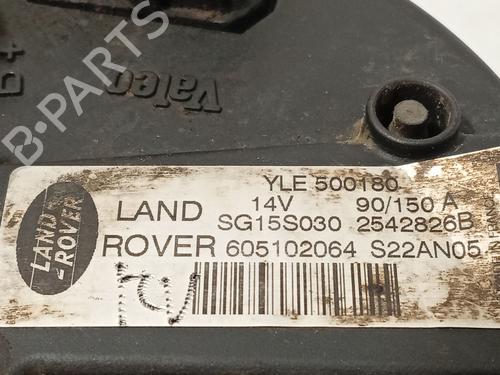 D+
Valeo
B-PARTS
YLE 500180
LAND 14V 90/150 A
SG15S030 2542826B
ROVER 605102064 S22AN05
LAND ROVER